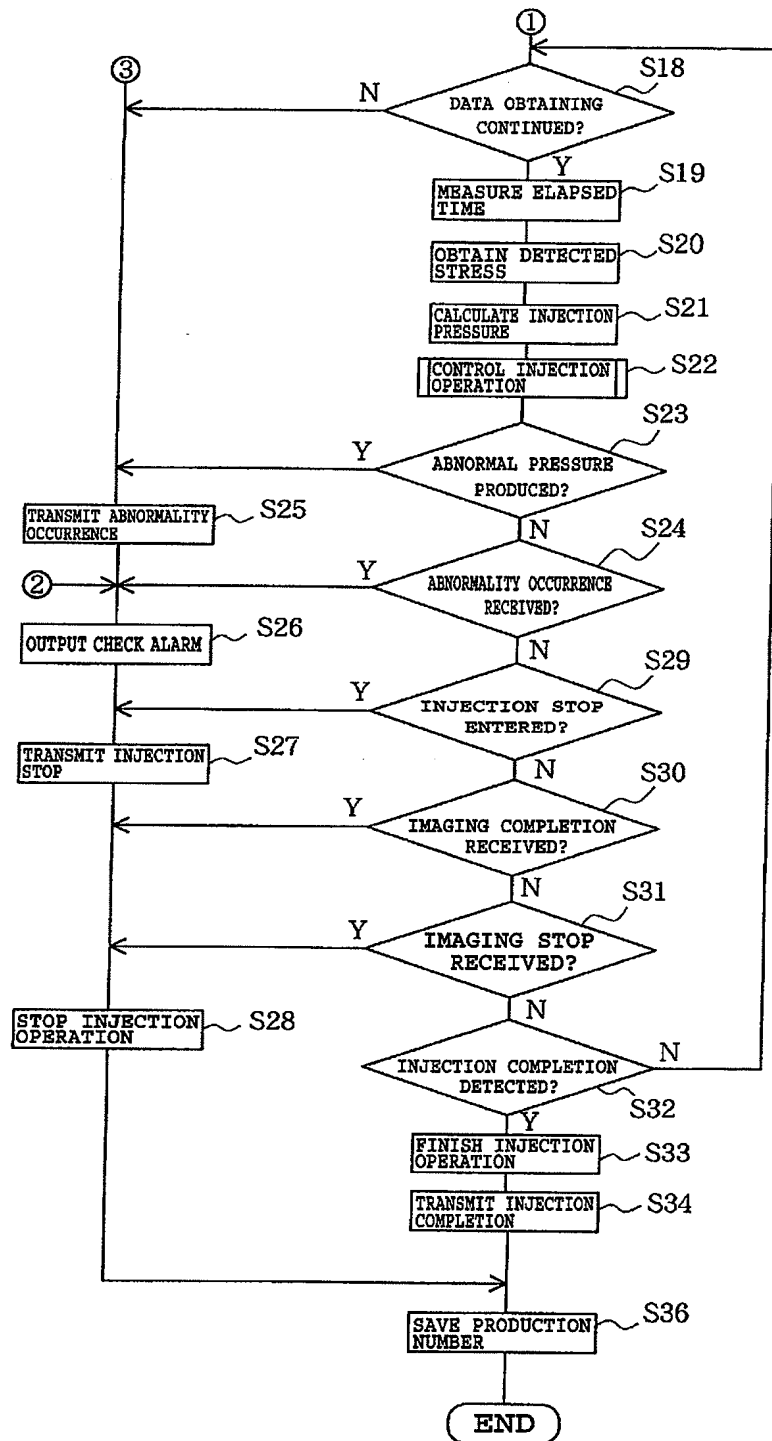 ①
③
S18
N
DATA OBTAINING
CONTINUED?
Y
S19
MEASURE ELAPSED
TIME
S20
OBTAIN DETECTED
STRESS
S21
CALCULATE INJECTION
PRESSURE
S22
CONTROL INJECTION
OPERATION
S23
Y
ABNORMAL PRESSURE
PRODUCED?
N
TRANSMIT ABNORMALITY
OCCURRENCE
S25
S24
②
Y
ABNORMALITY OCCURRENCE
RECEIVED?
N
OUTPUT CHECK ALARM
S26
S29
Y
INJECTION STOP
ENTERED?
N
TRANSMIT INJECTION
STOP
S27
S30
Y
IMAGING COMPLETION
RECEIVED?
N
S31
Y
IMAGING STOP
RECEIVED?
N
STOP INJECTION
OPERATION
S28
INJECTION COMPLETION
DETECTED?
N
S32
Y
FINISH INJECTION
OPERATION
S33
TRANSMIT INJECTION
COMPLETION
S34
SAVE PRODUCTION
NUMBER
S36
END